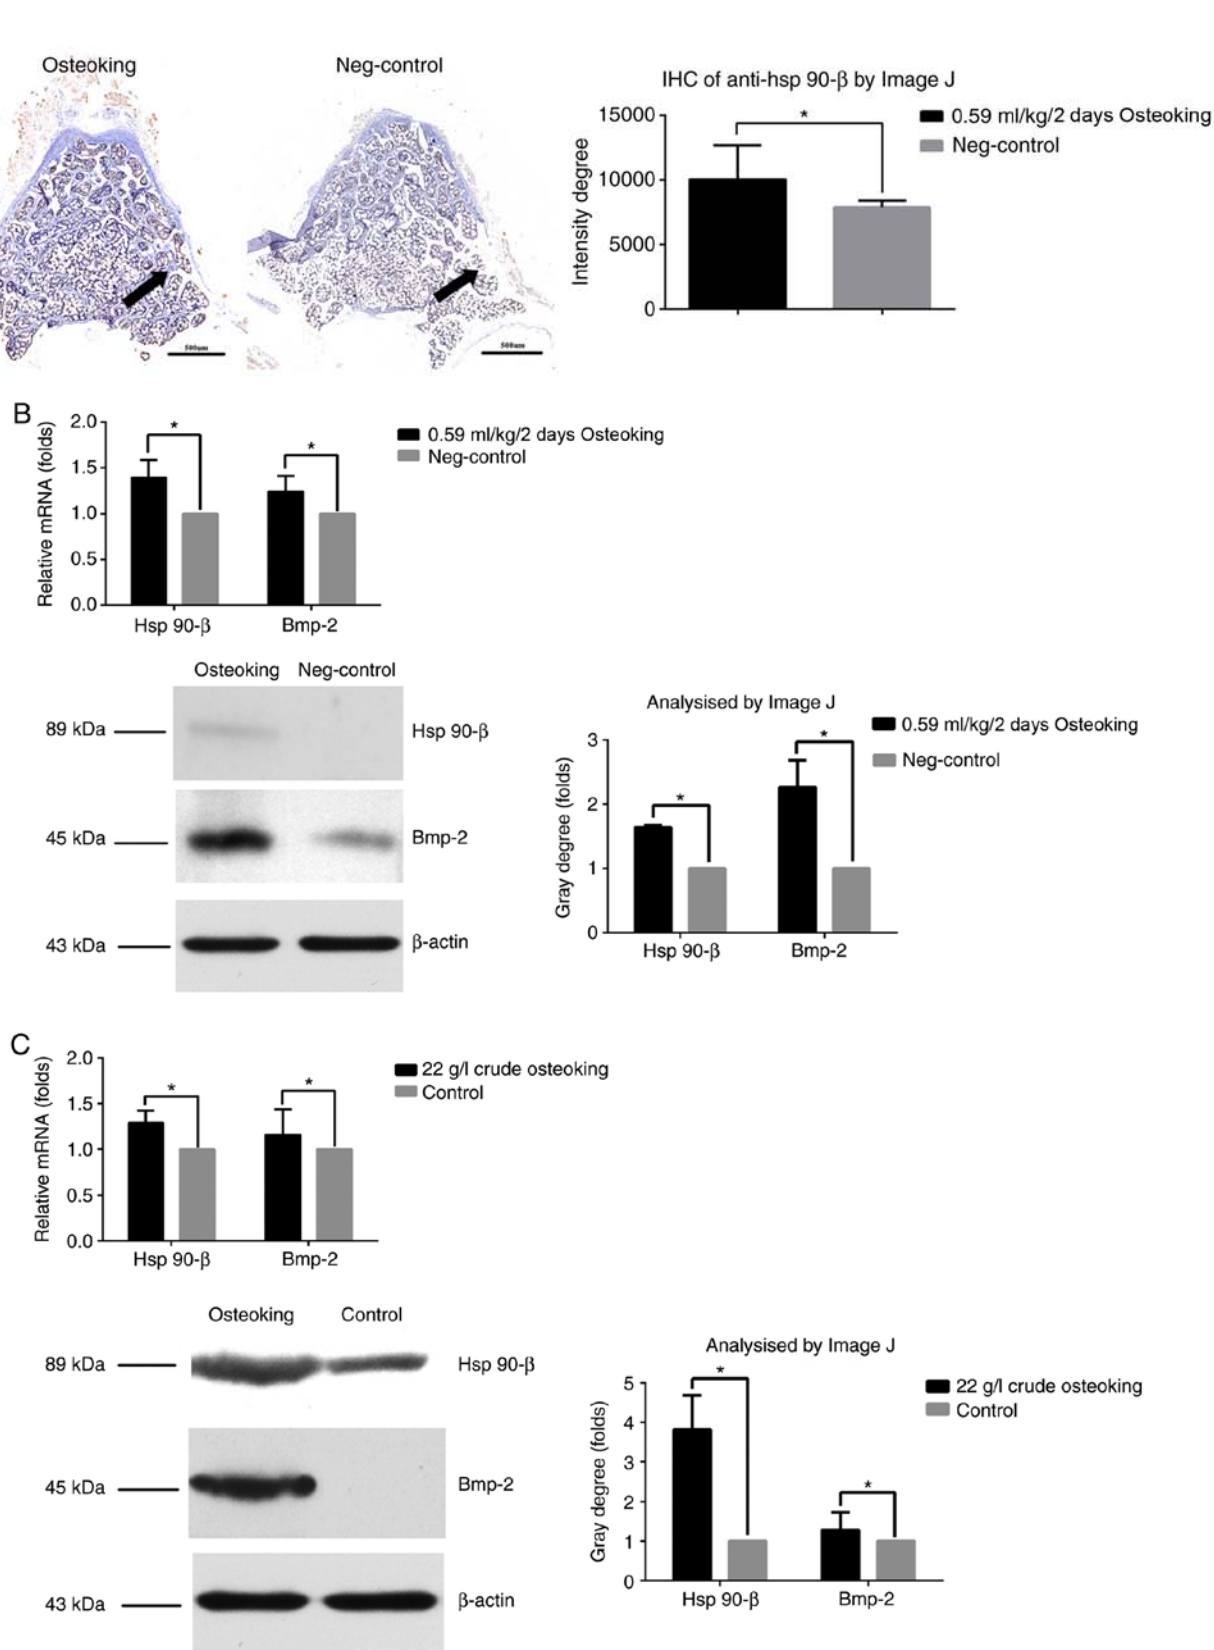 Osteoking
Neg-control
500um
500um
IHC of anti-hsp 90-β by Image J
15000
10000
5000
0
Intensity degree
*
0.59 ml/kg/2 days Osteoking
Neg-control
B
2.0
1.5
1.0
0.5
0.0
Relative mRNA (folds)
*
*
Hsp 90-β
Bmp-2
0.59 ml/kg/2 days Osteoking
Neg-control
Osteoking Neg-control
89 kDa
Hsp 90-β
45 kDa
Bmp-2
43 kDa
β-actin
Analysised by Image J
3
2
1
0
Gray degree (folds)
*
*
Hsp 90-β
Bmp-2
0.59 ml/kg/2 days Osteoking
Neg-control
C
2.0
1.5
1.0
0.5
0.0
Relative mRNA (folds)
*
*
Hsp 90-β
Bmp-2
22 g/l crude osteoking
Control
Osteoking Control
89 kDa
Hsp 90-β
45 kDa
Bmp-2
43 kDa
β-actin
Analysised by Image J
5
4
3
2
1
0
Gray degree (folds)
*
*
Hsp 90-β
Bmp-2
22 g/l crude osteoking
Control